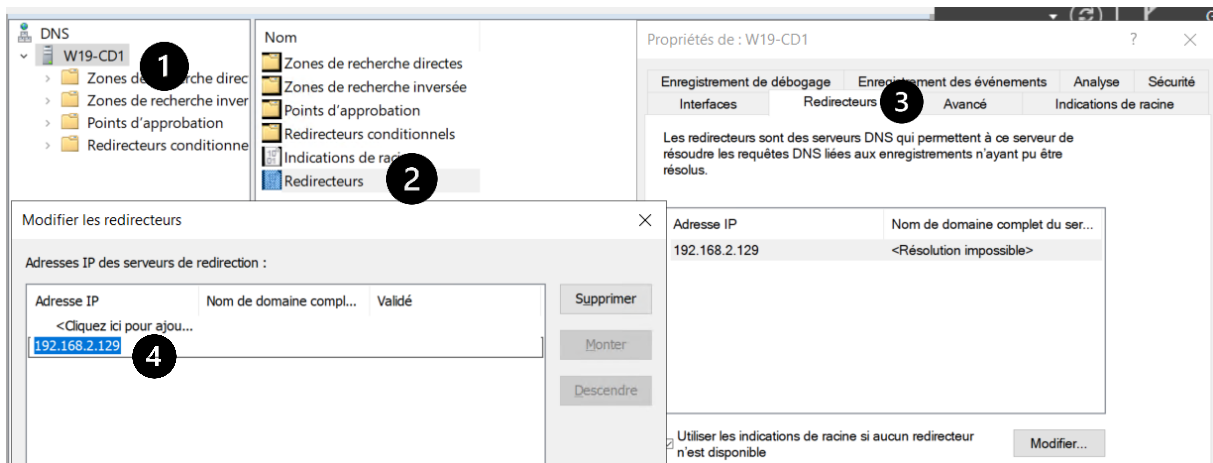 DNS
W19-CD1
1
Zones de recherche direc
Zones de recherche inver
Points d'approbation
Redirecteurs conditionne
Nom
Zones de recherche directes
Zones de recherche inversée
Points d'approbation
Redirecteurs conditionnels
Indications de
Redirecteurs
2
Propriétés de : W19-CD1
Enregistrement de débogage Enregistrement des événements Analyse Sécurité
Interfaces Redirecteurs 3 Avancé Indications de racine
Les redirecteurs sont des serveurs DNS qui permettent à ce serveur de
résoudre les requêtes DNS liées aux enregistrements n'ayant pu être
résolus.
Adresse IP Nom de domaine complet du ser...
192.168.2.129 <Résolution impossible>
Utiliser les indications de racine si aucun redirecteur
n'est disponible
Modifier...
Modifier les redirecteurs
Adresses IP des serveurs de redirection :
Adresse IP Nom de domaine compl... Validé
<Cliquez ici pour ajou...
192.168.2.129
4
Supprimer
Monter
Descendre